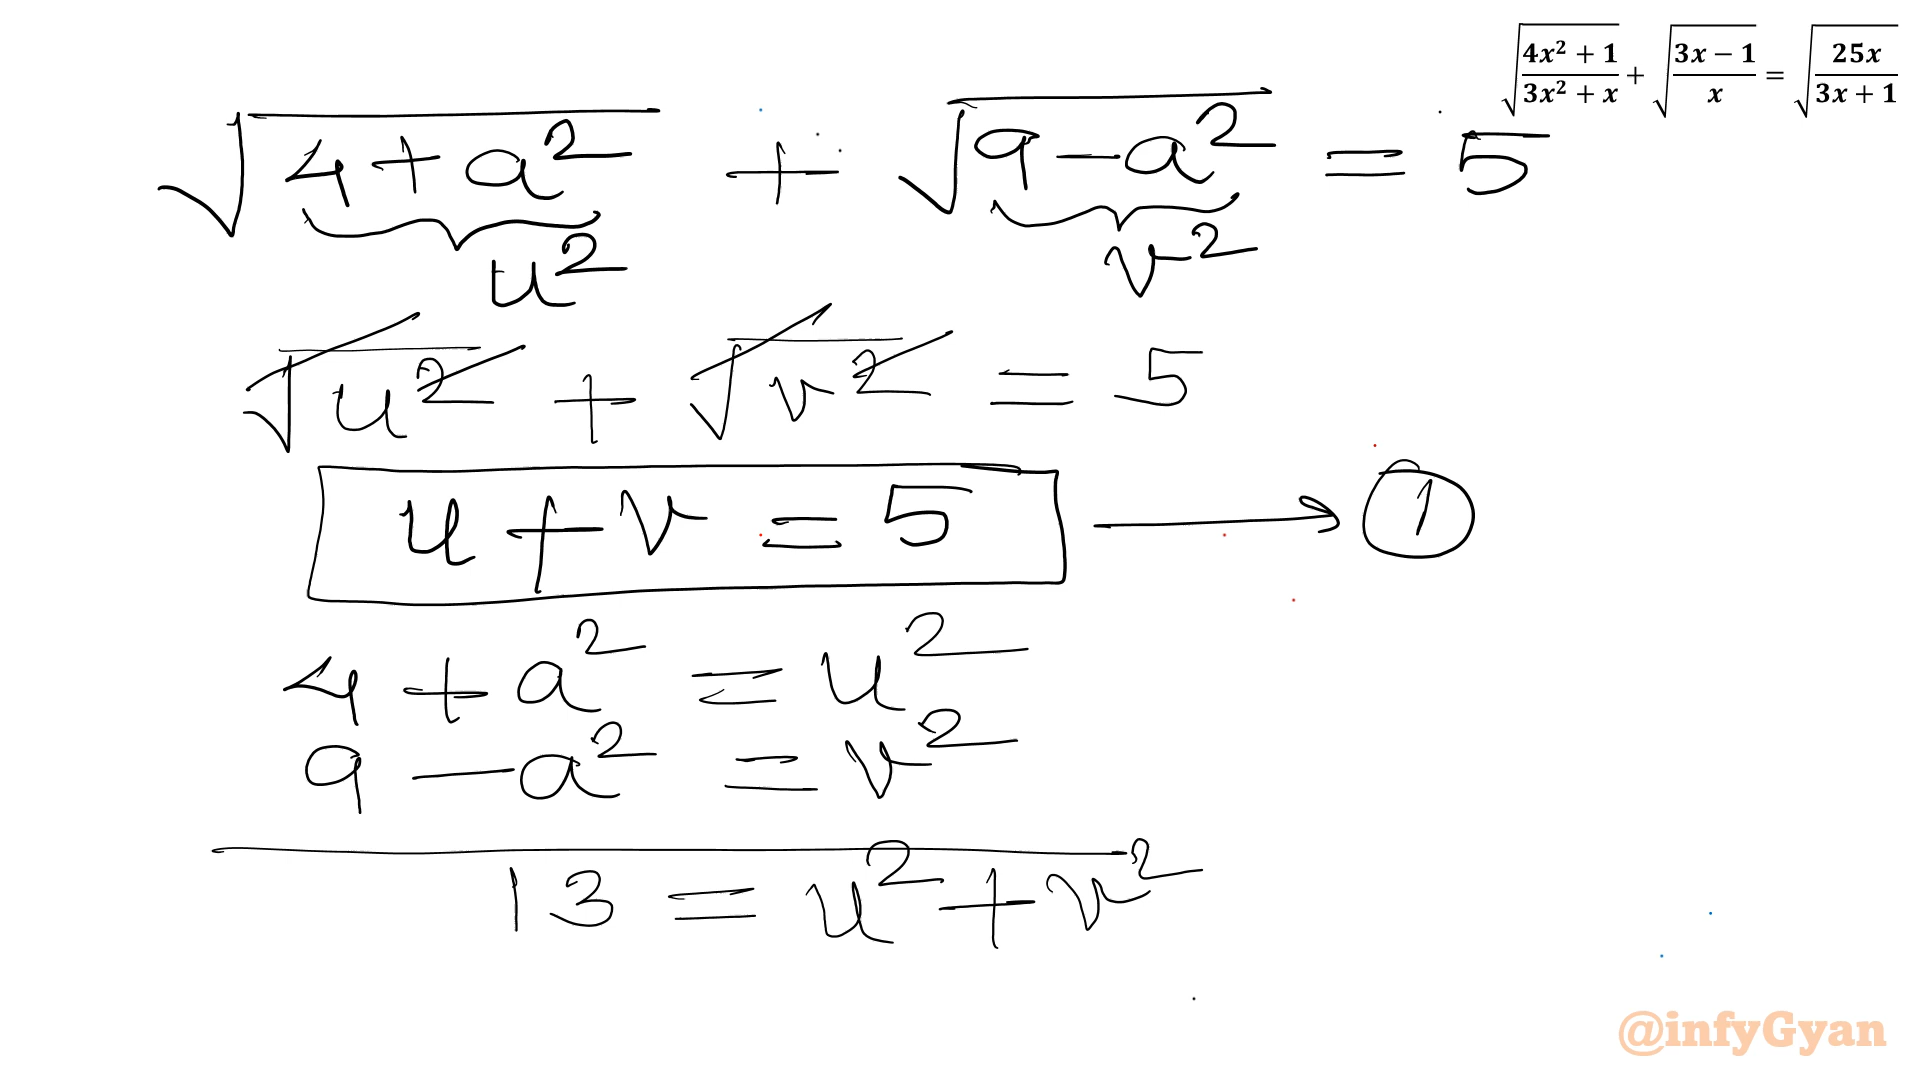 √((4x² + 1)/(3x² + x)) + √((3x − 1)/x) = √(25x/(3x + 1))
√(4 + a²) + √(9 − a²) = 5
u² v²
√u² + √v² = 5
u + v = 5 → 1
4 + a² = u²
9 − a² = v²
13 = u² + v²
@infyGyan